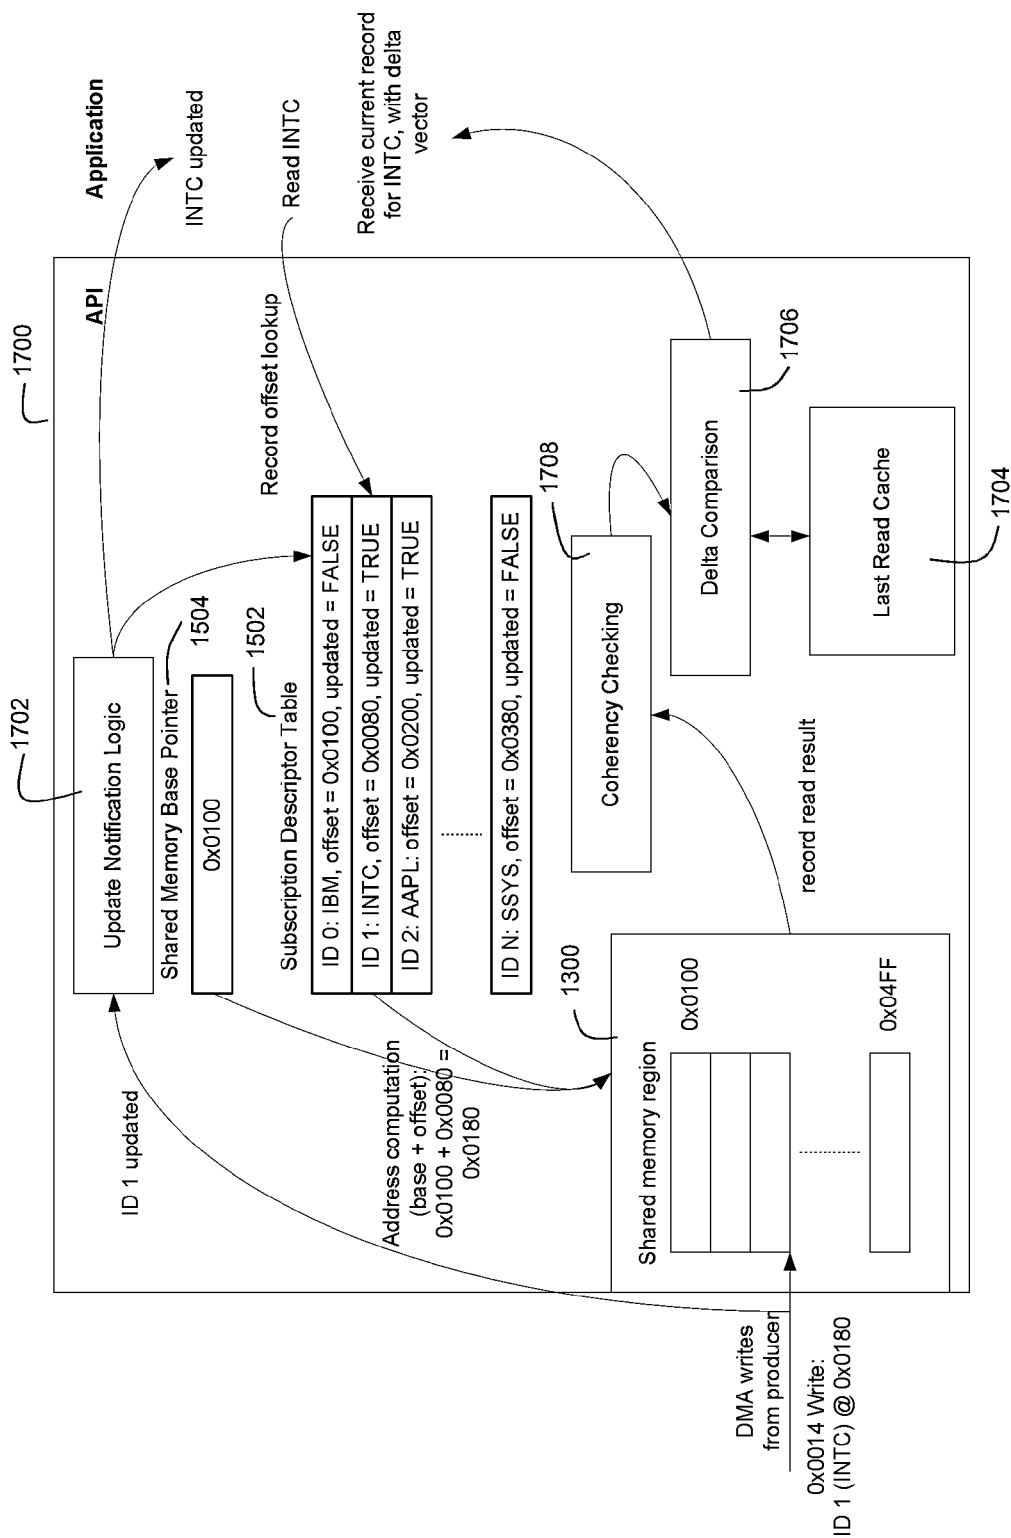 1700
API
Application
1702
Update Notification Logic
INTC updated
Shared Memory Base Pointer
1504
0x0100
1502
Subscription Descriptor Table
Record offset lookup
Read INTC
ID 0: IBM, offset = 0x0100, updated = FALSE
ID 1: INTC, offset = 0x0080, updated = TRUE
ID 2: AAPL: offset = 0x0200, updated = TRUE
ID N: SSYS, offset = 0x0380, updated = FALSE
Receive current record
for INTC, with delta
vector
ID 1 updated
Address computation
(base + offset):
0x0100 + 0x0080 =
0x0180
1300
Shared memory region
0x0100
0x04FF
record read result
1708
Coherency Checking
1706
Delta Comparison
Last Read Cache
1704
DMA writes
from producer
0x0014 Write:
ID 1 (INTC) @ 0x0180